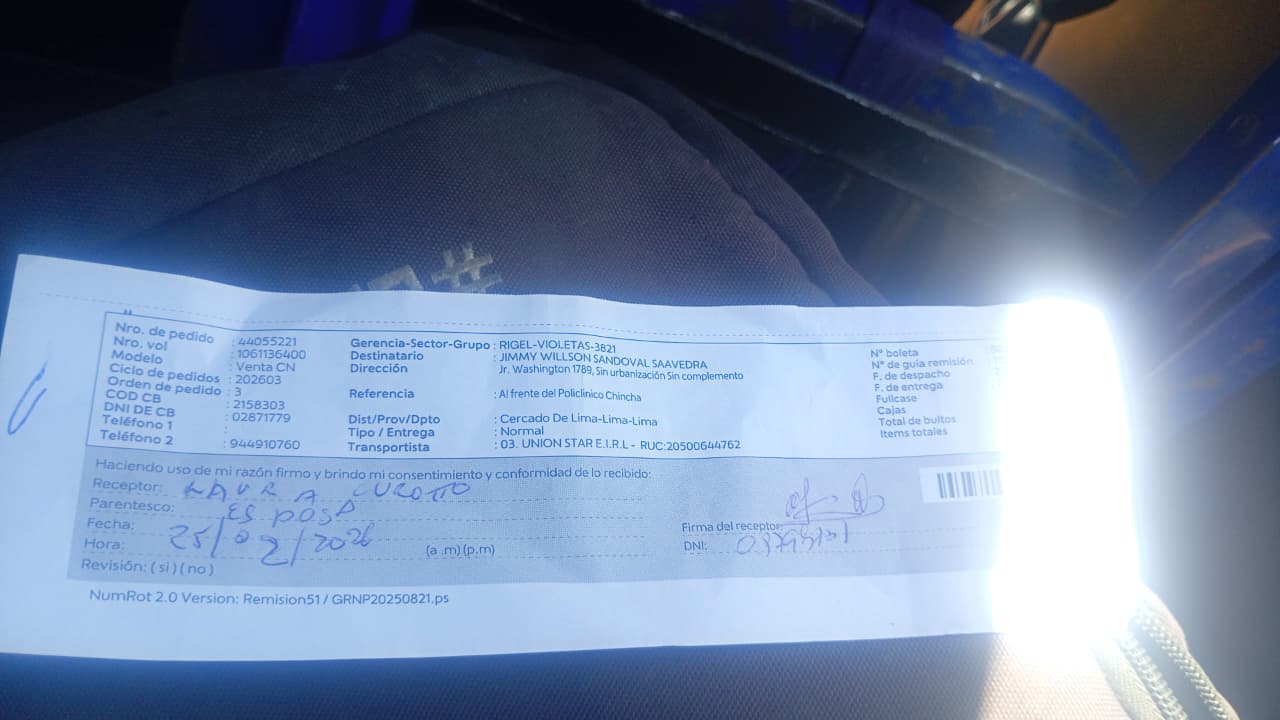 Nro. de pedido : 44055221
Nro. vol : 1061136400
Modelo : Venta CN
Ciclo de pedidos : 202603
Orden de pedido : 3
COD CB : 2158303
DNI DE CB : 02871779
Teléfono 1 :
Teléfono 2 : 944910760
Gerencia-Sector-Grupo : RIGEL-VIOLETAS-3821
Destinatario : JIMMY WILLSON SANDOVAL SAAVEDRA
Dirección : Jr. Washington 1789, Sin urbanización Sin complemento
Referencia : Al frente del Policlinico Chincha
Dist/Prov/Dpto : Cercado De Lima-Lima-Lima
Tipo / Entrega : Normal
Transportista : 03. UNION STAR E.I.R.L - RUC:20500644762
N° boleta
N° de guía remisión
F. de despacho
F. de entrega
Fullcase
Cajas
Total de bultos
Items totales
Haciendo uso de mi razón firmo y brindo mi consentimiento y conformidad de lo recibido:
Receptor: LAURA CUROTTO
Parentesco: ESPOSA
Fecha: 25/02/2026
Hora: (a.m)(p.m)
Revisión: (si)(no)
Firma del receptor:
DNI:
NumRot 2.0 Version: Remision51 / GRNP20250821.ps